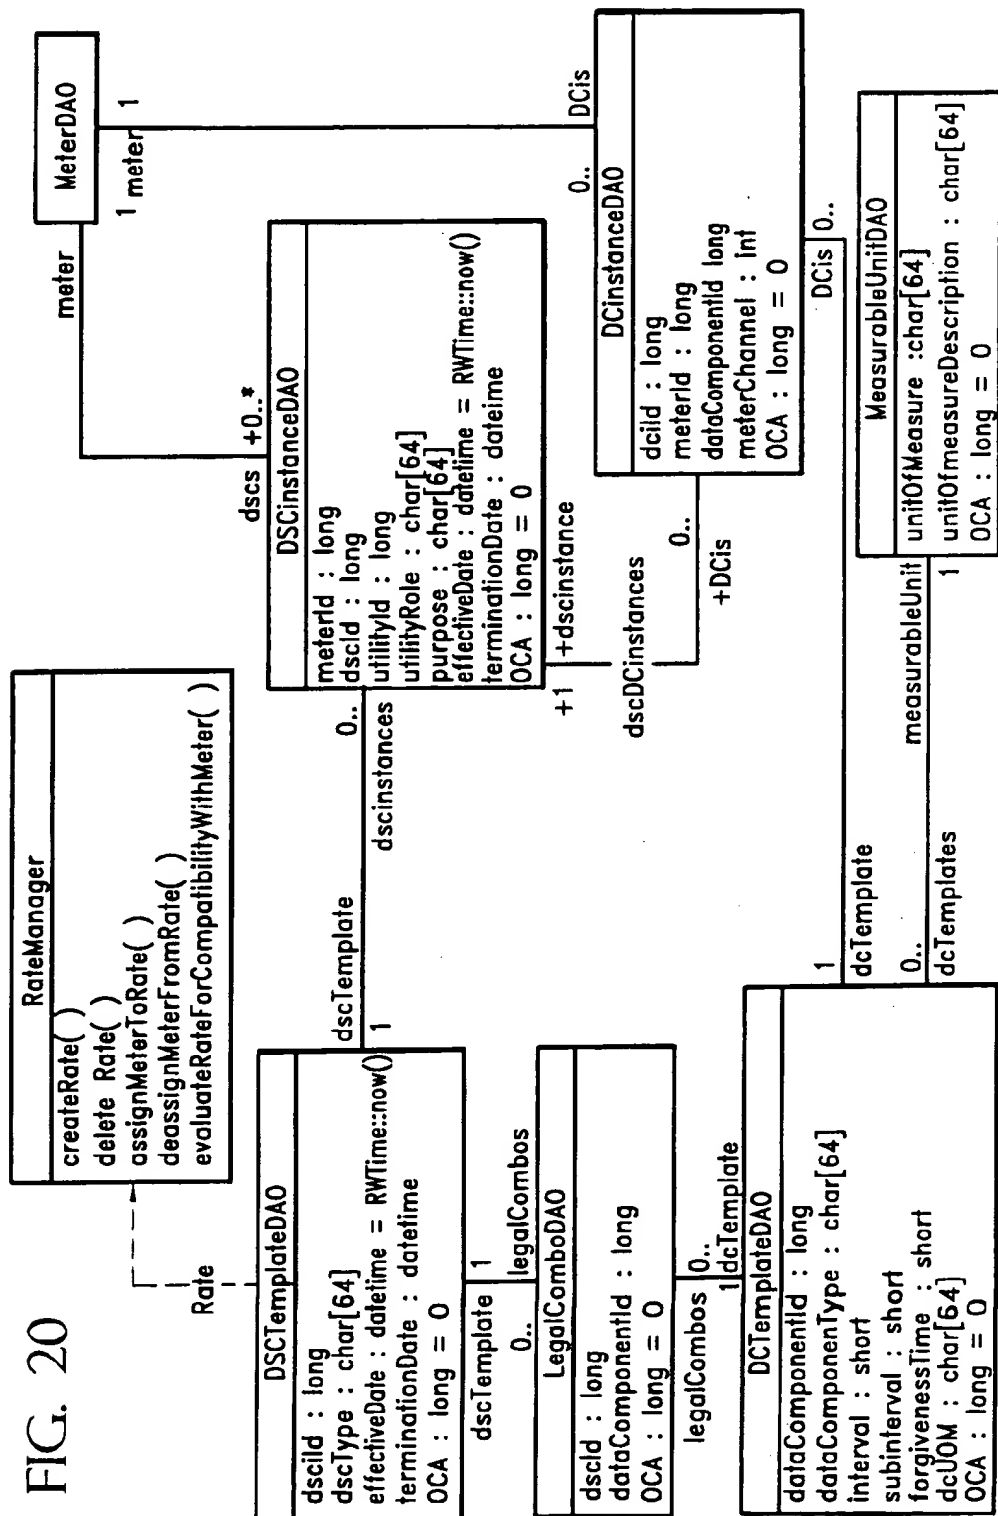 FIG. 20
RateManager
createRate( )
delete Rate( )
assignMeterToRate( )
deassignMeterFromRate( )
evaluateRateForCompatibilityWithMeter( )
Rate
MeterDAO
meter
1
meter 1
dscs
+0..*
DSCinstanceDAO
meterId : long
dscId : long
utilityId : long
utilityRole : char[64]
purpose : char[64]
effectiveDate : datetime = RWTime::now()
terminationDate : dateime
OCA : long = 0
DSCTemplateDAO
dsciId : long
dscType : char[64]
effectiveDate : datetime = RWTime::now()
terminationDate : datetime
OCA : long = 0
dscTemplate
1
0..
dscinstances
+1
+dscinstance
dscDCinstances
0..
+DCis
0..
DCis
DCinstanceDAO
dciId : long
meterId : long
dataComponentId long
meterChannel : int
OCA : long = 0
dscTemplate
1
0..
legalCombos
LegalComboDAO
dscId : long
dataComponentId : long
OCA : long = 0
legalCombos
0..
1
dcTemplate
DCTemplateDAO
dataComponentId : long
dataComponentType : char[64]
interval : short
subinterval : short
forgivenessTime : short
dcUOM : char[64]
OCA : long = 0
1
dcTemplate
DCis
0..
0..
dcTemplates
measurableUnit
1
MeasurableUnitDAO
unitOfMeasure :char[64]
unitOfmeasureDescription : char[64]
OCA : long = 0